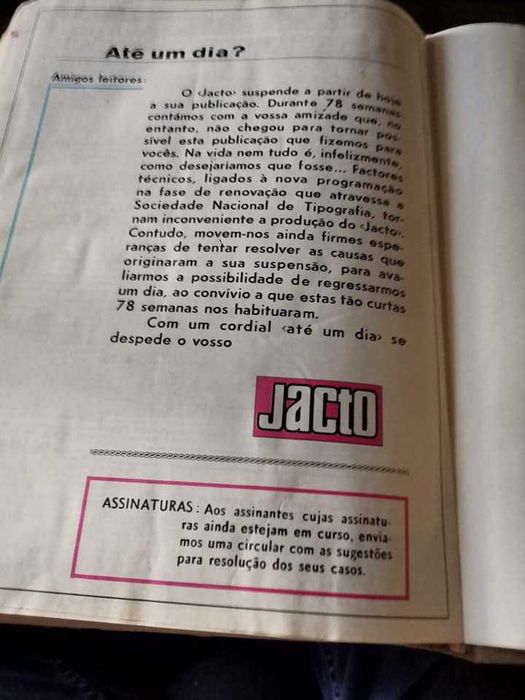 Até um dia?
Amigos leitores:
O ‹Jacto› suspende a partir de hoje
a sua publicação. Durante 78 semanas
contámos com a vossa amizade que, no
entanto, não chegou para tornar pos-
sível esta publicação que fizemos para
vocês. Na vida nem tudo é, infelizmente,
como desejaríamos que fosse... Factores
técnicos, ligados à nova programação
na fase de renovação que atravessa a
Sociedade Nacional de Tipografia, tor-
nam inconveniente a produção do ‹Jacto›.
Contudo, movem-nos ainda firmes espe-
ranças de tentar resolver as causas que
originaram a sua suspensão, para ava-
liarmos a possibilidade de regressarmos
um dia, ao convívio a que estas tão curtas
78 semanas nos habituaram.
Com um cordial ‹até um dia› se
despede o vosso
Jacto
ASSINATURAS: Aos assinantes cujas assinatu-
ras ainda estejam em curso, envia-
mos uma circular com as sugestões
para resolução dos seus casos.